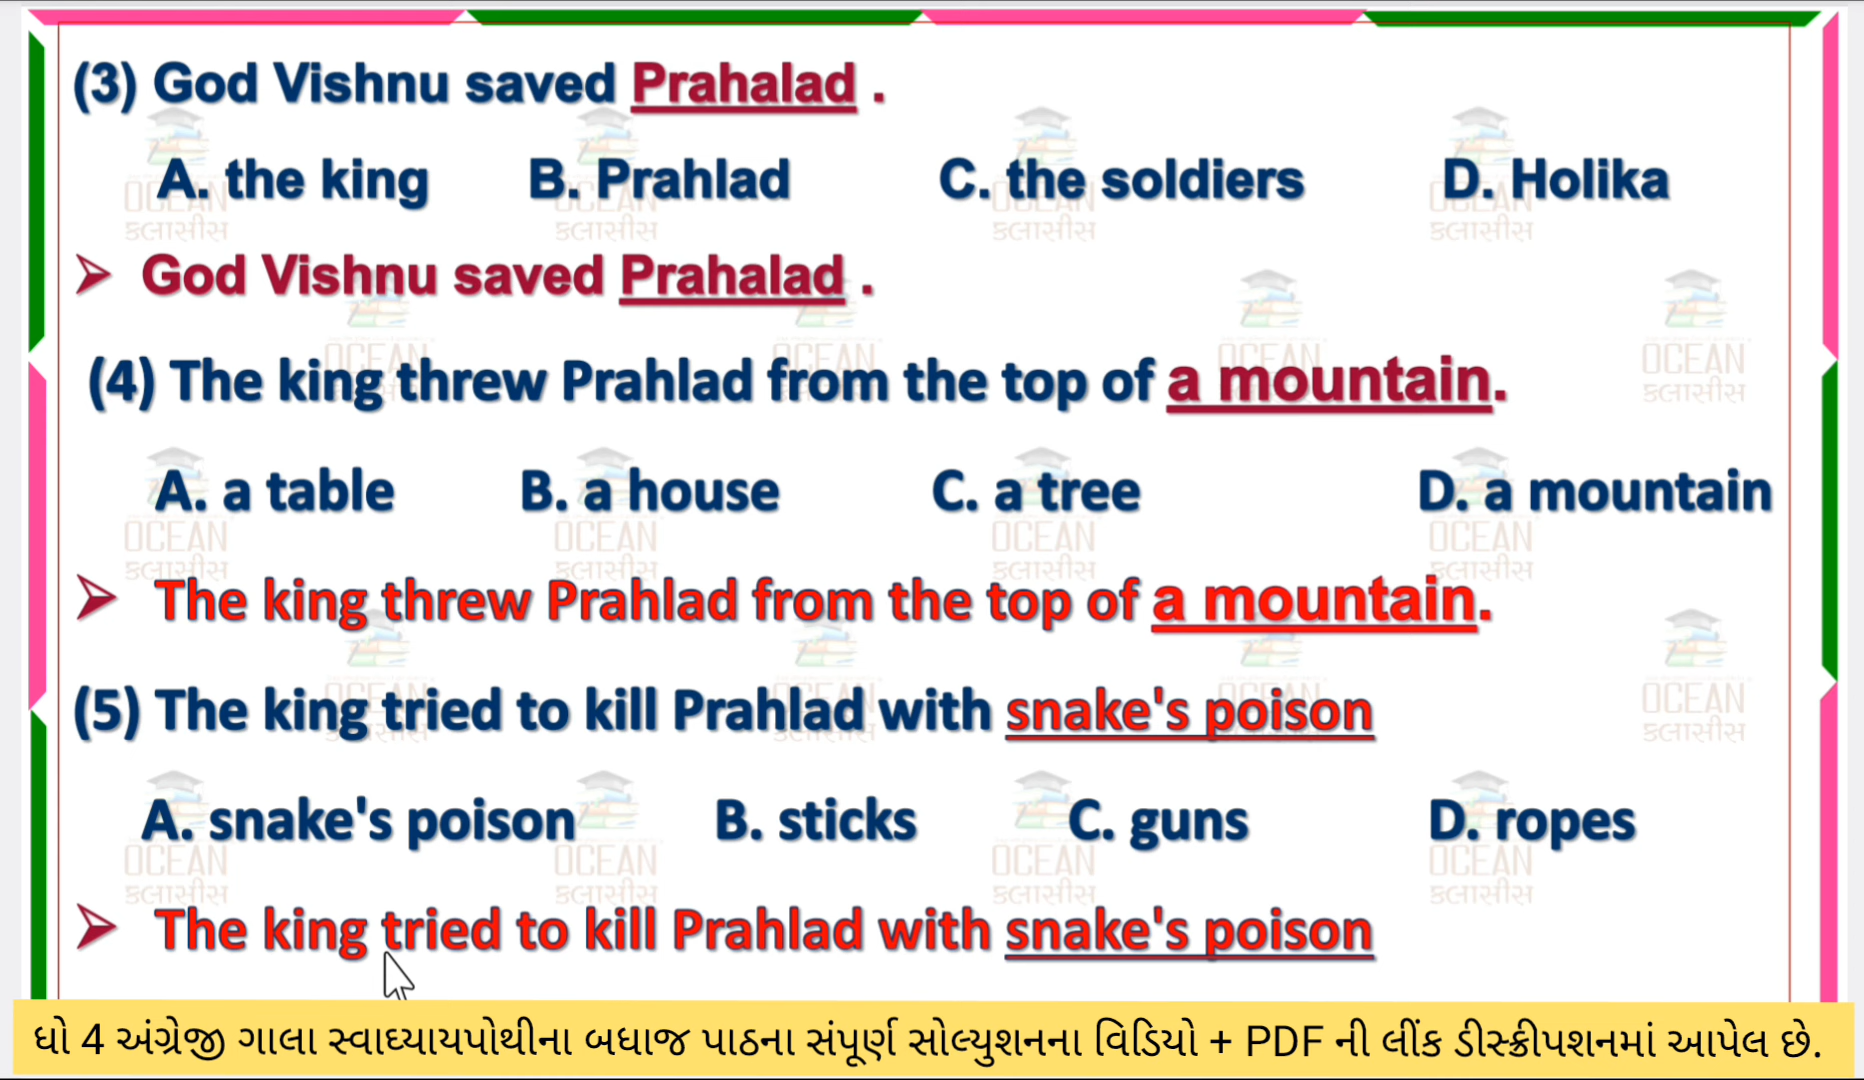 (3) God Vishnu saved Prahalad .
A. the king B. Prahlad C. the soldiers D. Holika
➢ God Vishnu saved Prahalad .
(4) The king threw Prahlad from the top of a mountain.
A. a table B. a house C. a tree D. a mountain
➢ The king threw Prahlad from the top of a mountain.
(5) The king tried to kill Prahlad with snake's poison
A. snake's poison B. sticks C. guns D. ropes
➢ The king tried to kill Prahlad with snake's poison
ધો 4 અંગ્રેજી ગાલા સ્વાધ્યાયપોથીના બધાજ પાઠના સંપૂર્ણ સોલ્યુશનના વિડિયો + PDF ની લીંક ડીસ્ક્રીપશનમાં આપેલ છે.
OCEAN
ક્લાસીસ